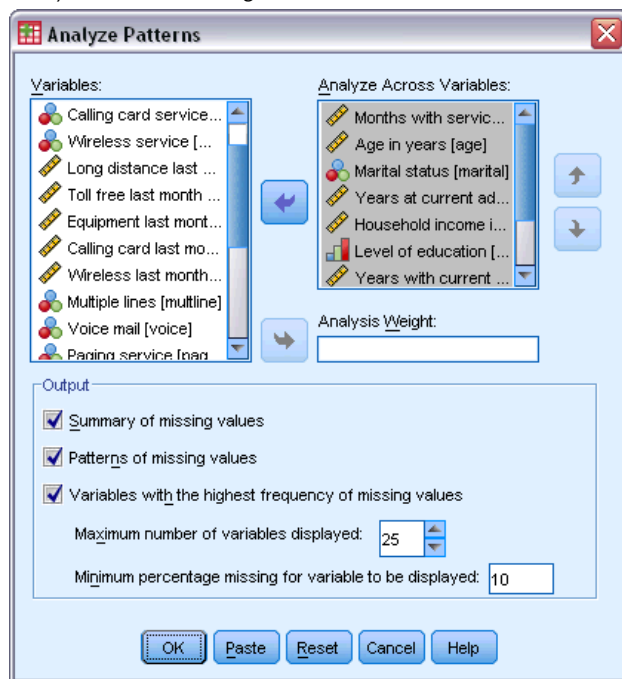 Analyze Patterns
Variables:
Calling card service...
Wireless service [...
Long distance last ...
Toll free last month ...
Equipment last mont...
Calling card last mo...
Wireless last month...
Multiple lines [multline]
Voice mail [voice]
Paging service [pag
Analyze Across Variables:
Months with servic...
Age in years [age]
Marital status [marital]
Years at current ad...
Household income i...
Level of education [...
Years with current ...
Analysis Weight:
Output
Summary of missing values
Patterns of missing values
Variables with the highest frequency of missing values
Maximum number of variables displayed: 25
Minimum percentage missing for variable to be displayed: 10
OK Paste Reset Cancel Help